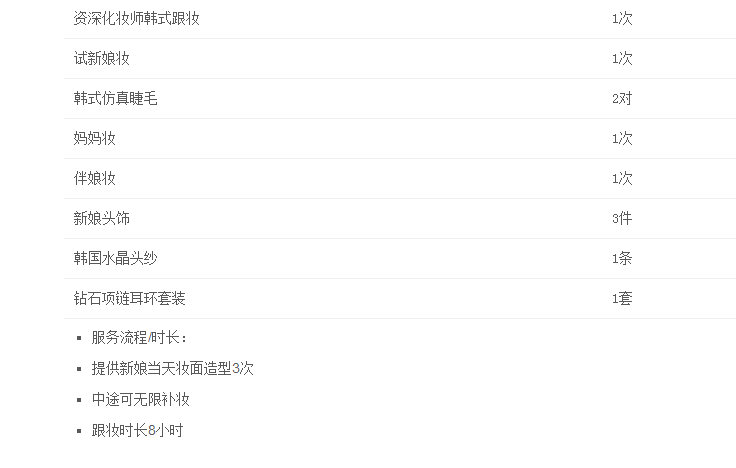 资深化妆师韩式跟妆 1次
试新娘妆 1次
韩式仿真睫毛 2对
妈妈妆 1次
伴娘妆 1次
新娘头饰 3件
韩国水晶头纱 1条
钻石项链耳环套装 1套
▪ 服务流程/时长：
▪ 提供新娘当天妆面造型3次
▪ 中途可无限补妆
▪ 跟妆时长8小时